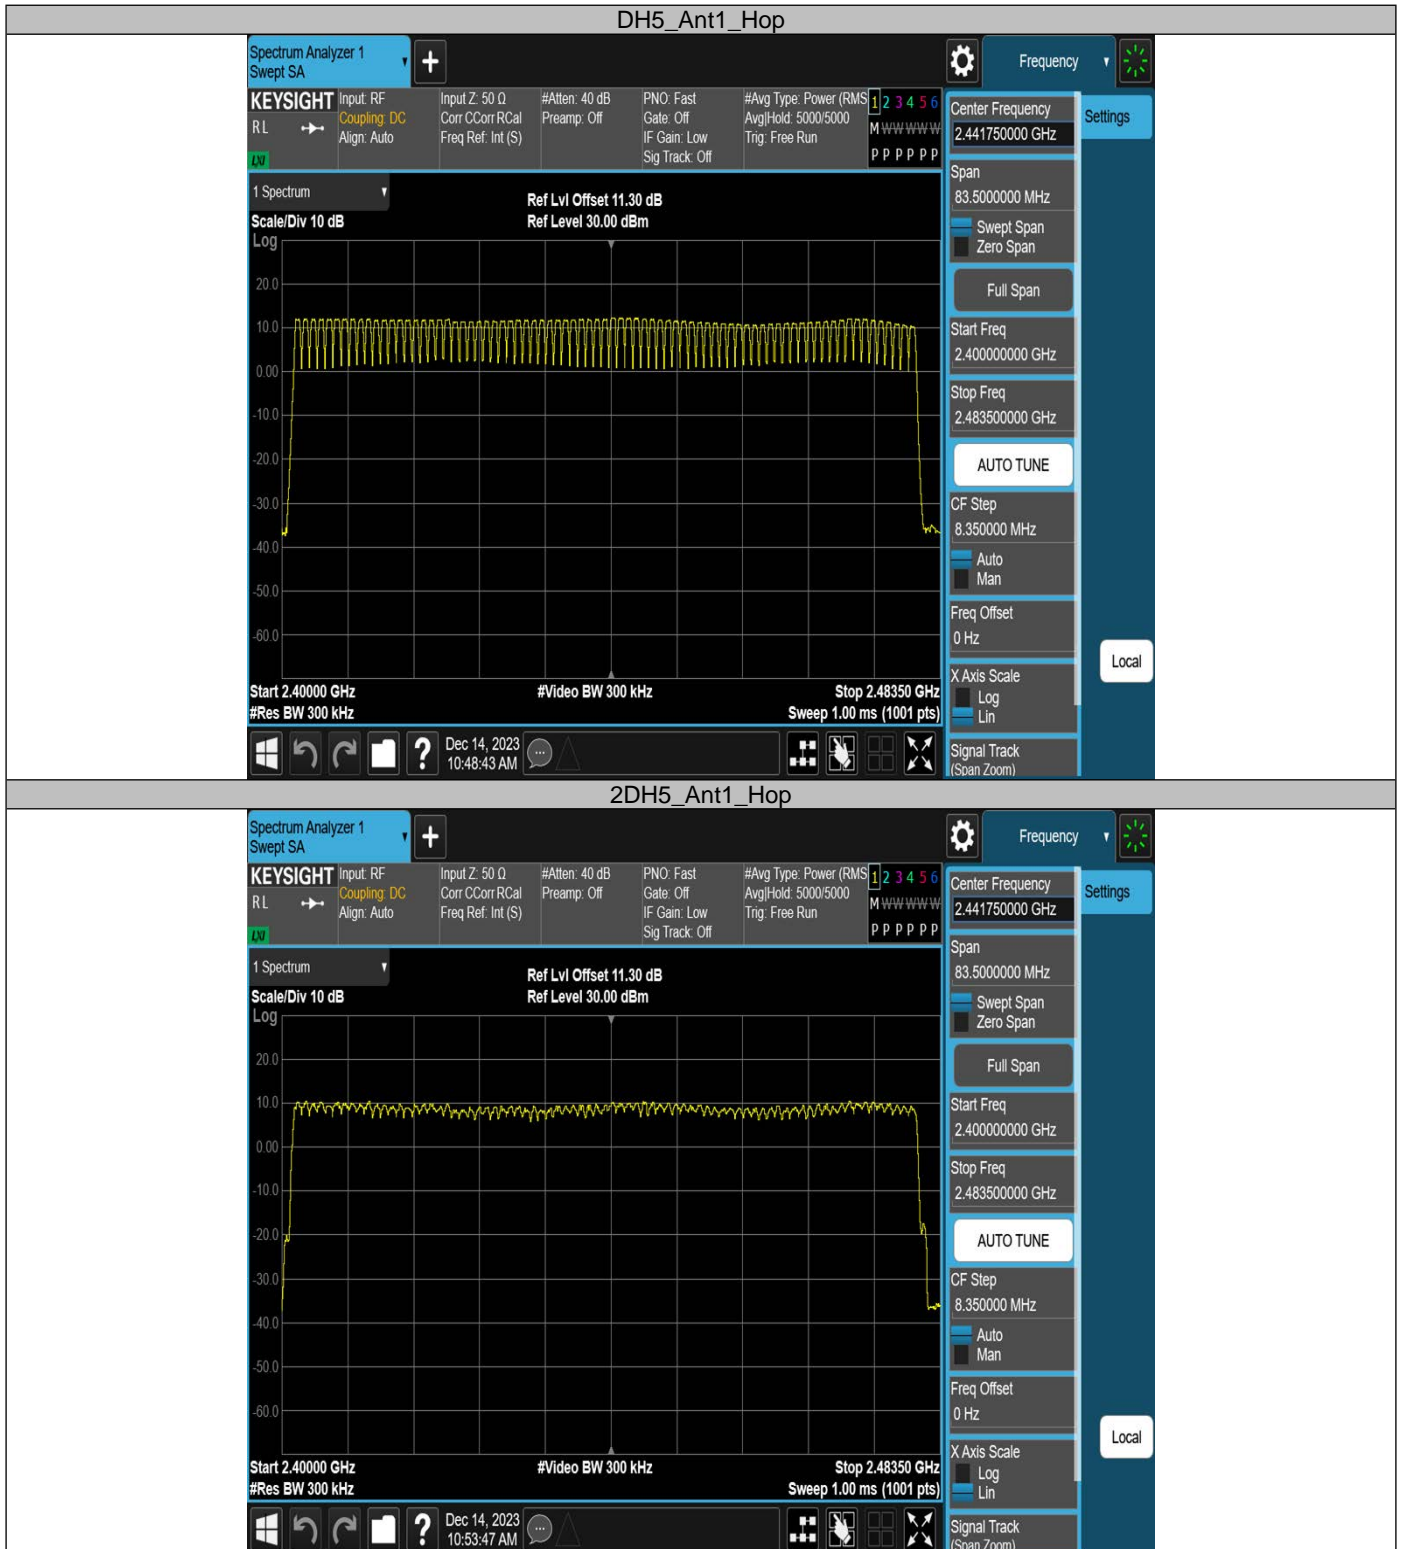 DH5_Ant1_Hop
Spectrum Analyzer 1
Swept SA
Frequency
KEYSIGHT
RL
LXI
Input: RF
Coupling: DC
Align: Auto
Input Z: 50 Ω
Corr CCorr RCal
Freq Ref: Int (S)
#Atten: 40 dB
Preamp: Off
PNO: Fast
Gate: Off
IF Gain: Low
Sig Track: Off
#Avg Type: Power (RMS
Avg|Hold: 5000/5000
Trig: Free Run
1 2 3 4 5 6
M W W W W W
P P P P P P
Center Frequency
2.441750000 GHz
Settings
Span
83.5000000 MHz
Swept Span
Zero Span
Full Span
Start Freq
2.400000000 GHz
Stop Freq
2.483500000 GHz
AUTO TUNE
CF Step
8.350000 MHz
Auto
Man
Freq Offset
0 Hz
X Axis Scale
Log
Lin
Signal Track
(Span Zoom)
Local
1 Spectrum
Scale/Div 10 dB
Ref Lvl Offset 11.30 dB
Ref Level 30.00 dBm
Log
20.0
10.0
0.00
-10.0
-20.0
-30.0
-40.0
-50.0
-60.0
Start 2.40000 GHz
#Res BW 300 kHz
#Video BW 300 kHz
Stop 2.48350 GHz
Sweep 1.00 ms (1001 pts)
?
Dec 14, 2023
10:48:43 AM
2DH5_Ant1_Hop
Spectrum Analyzer 1
Swept SA
Frequency
KEYSIGHT
RL
LXI
Input: RF
Coupling: DC
Align: Auto
Input Z: 50 Ω
Corr CCorr RCal
Freq Ref: Int (S)
#Atten: 40 dB
Preamp: Off
PNO: Fast
Gate: Off
IF Gain: Low
Sig Track: Off
#Avg Type: Power (RMS
Avg|Hold: 5000/5000
Trig: Free Run
1 2 3 4 5 6
M W W W W W
P P P P P P
Center Frequency
2.441750000 GHz
Settings
Span
83.5000000 MHz
Swept Span
Zero Span
Full Span
Start Freq
2.400000000 GHz
Stop Freq
2.483500000 GHz
AUTO TUNE
CF Step
8.350000 MHz
Auto
Man
Freq Offset
0 Hz
X Axis Scale
Log
Lin
Signal Track
(Span Zoom)
Local
1 Spectrum
Scale/Div 10 dB
Ref Lvl Offset 11.30 dB
Ref Level 30.00 dBm
Log
20.0
10.0
0.00
-10.0
-20.0
-30.0
-40.0
-50.0
-60.0
Start 2.40000 GHz
#Res BW 300 kHz
#Video BW 300 kHz
Stop 2.48350 GHz
Sweep 1.00 ms (1001 pts)
?
Dec 14, 2023
10:53:47 AM